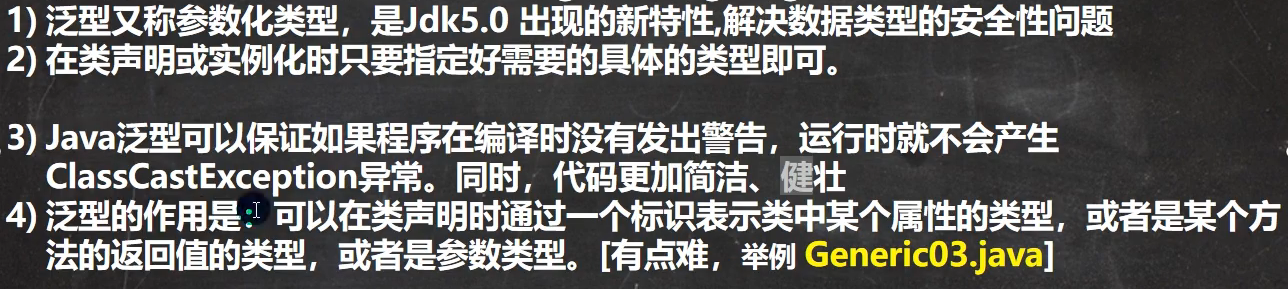 1) 泛型又称参数化类型，是Jdk5.0 出现的新特性,解决数据类型的安全性问题
2) 在类声明或实例化时只要指定好需要的具体的类型即可。
3) Java泛型可以保证如果程序在编译时没有发出警告，运行时就不会产生
ClassCastException异常。同时，代码更加简洁、健壮
4) 泛型的作用是：可以在类声明时通过一个标识表示类中某个属性的类型，或者是某个方
法的返回值的类型，或者是参数类型。[有点难，举例 Generic03.java]